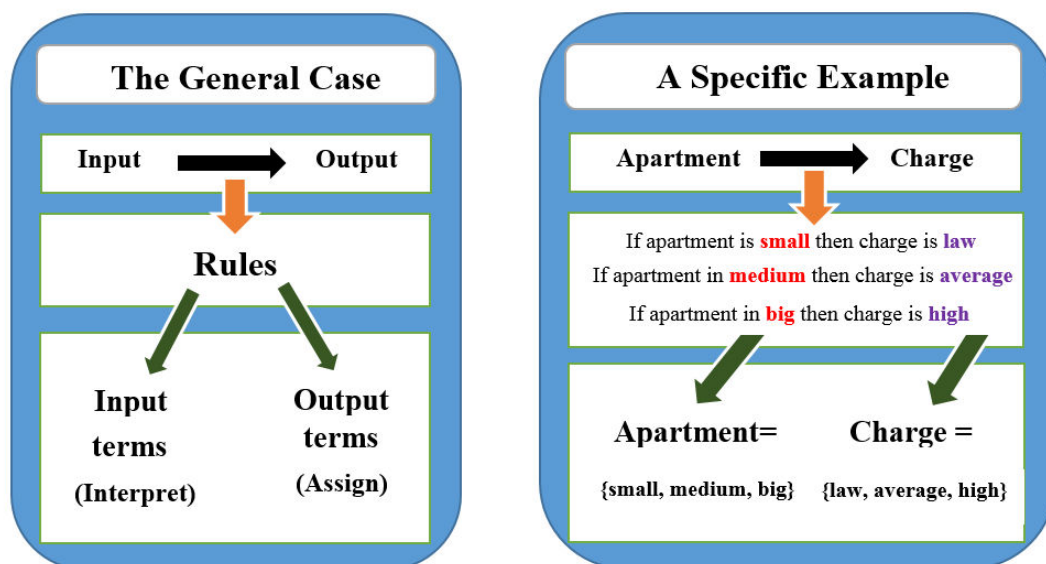 The General Case
Input Output
Rules
Input
terms
(Interpret)
Output
terms
(Assign)
A Specific Example
Apartment Charge
If apartment is small then charge is law
If apartment in medium then charge is average
If apartment in big then charge is high
Apartment= Charge =
{small, medium, big} {law, average, high}